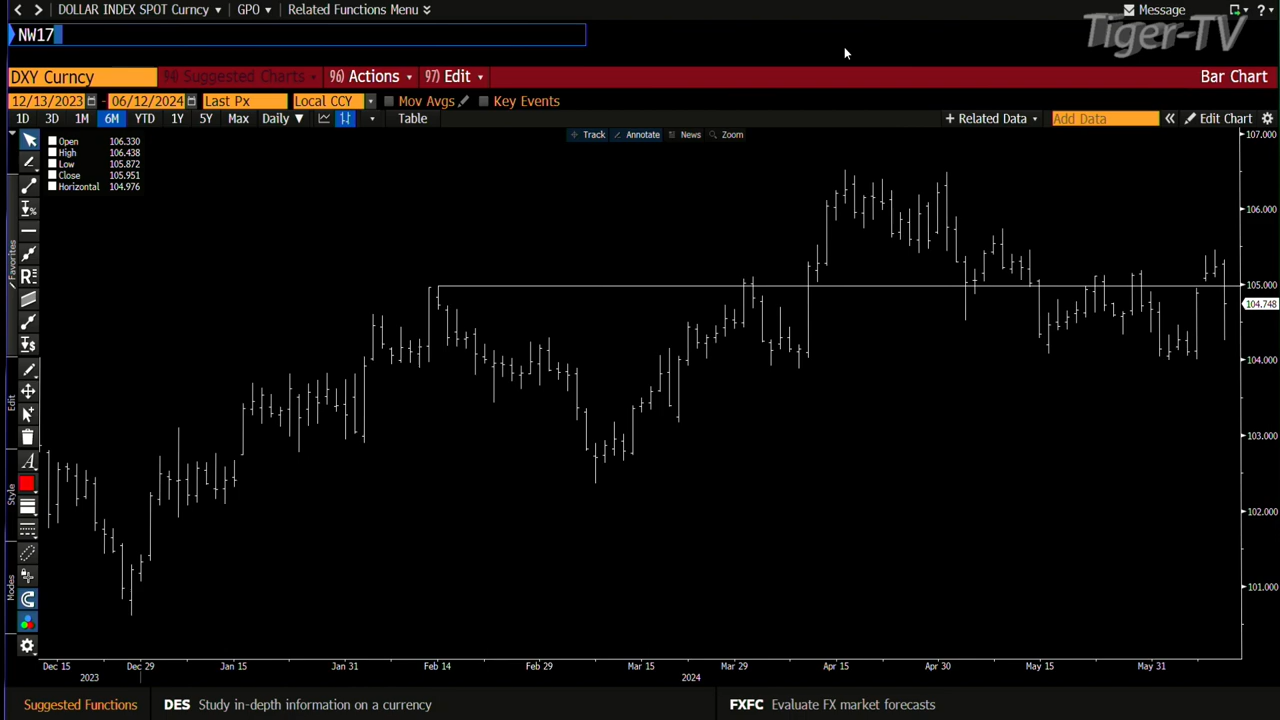 DOLLAR INDEX SPOT Curncy GPO Related Functions Menu Message ?
NW17
Tiger-TV
DXY Curncy 94) Suggested Charts 96) Actions 97) Edit Bar Chart
12/13/2023 - 06/12/2024 Last Px Local CCY Mov Avgs Key Events
1D 3D 1M 6M YTD 1Y 5Y Max Daily Table + Related Data Add Data « Edit Chart
Track Annotate News Zoom
Open 106.330
High 106.438
Low 105.872
Close 105.951
Horizontal 104.976
107.000
106.000
105.000
104.748
104.000
103.000
102.000
101.000
Favorites
Edit
Style
Modes
Dec 15 Dec 29 Jan 15 Jan 31 Feb 14 Feb 29 Mar 15 Mar 29 Apr 15 Apr 30 May 15 May 31
2023 2024
Suggested Functions DES Study in-depth information on a currency FXFC Evaluate FX market forecasts